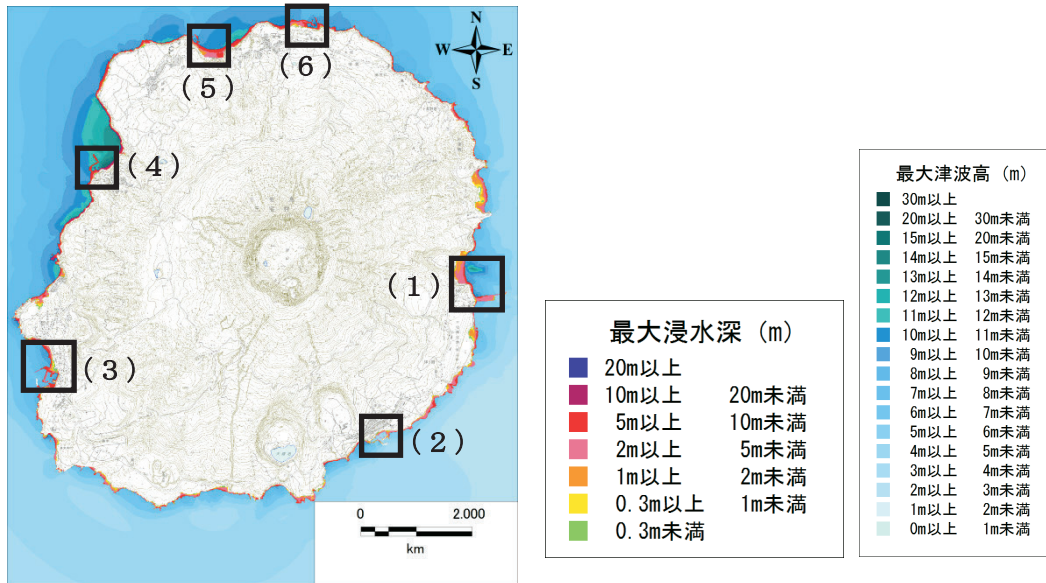 N
W E
S
(5)
(6)
(4)
(1)
(3)
(2)
0 2.000
km
最大浸水深 (m)
20m以上
10m以上 20m未満
5m以上 10m未満
2m以上 5m未満
1m以上 2m未満
0.3m以上 1m未満
0.3m未満
最大津波高 (m)
30m以上
20m以上 30m未満
15m以上 20m未満
14m以上 15m未満
13m以上 14m未満
12m以上 13m未満
11m以上 12m未満
10m以上 11m未満
9m以上 10m未満
8m以上 9m未満
7m以上 8m未満
6m以上 7m未満
5m以上 6m未満
4m以上 5m未満
3m以上 4m未満
2m以上 3m未満
1m以上 2m未満
0m以上 1m未満